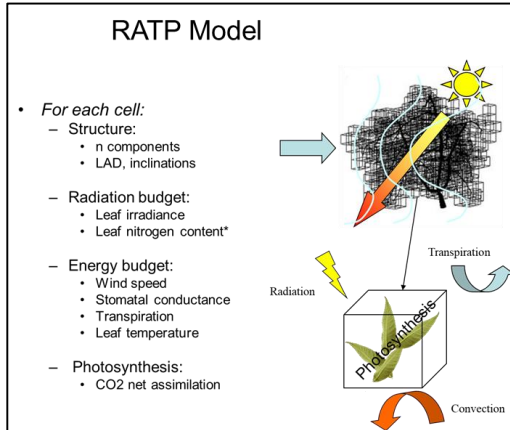 RATP Model
• For each cell:
– Structure:
• n components
• LAD, inclinations
– Radiation budget:
• Leaf irradiance
• Leaf nitrogen content*
– Energy budget:
• Wind speed
• Stomatal conductance
• Transpiration
• Leaf temperature
– Photosynthesis:
• CO2 net assimilation
Transpiration
Radiation
Photosynthesis
Convection